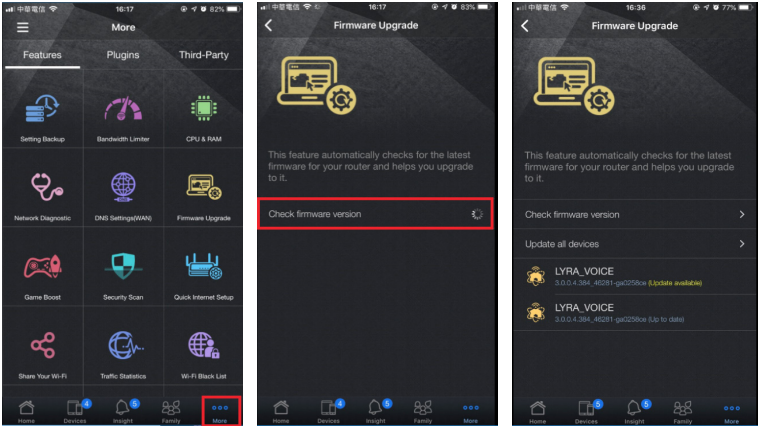 中華電信
16:17
82%
More
Features
Plugins
Third-Party
Setting Backup
Bandwidth Limiter
CPU & RAM
Network Diagnostic
DNS Settings(WAN)
Firmware Upgrade
Game Boost
Security Scan
Quick Internet Setup
Share Your Wi-Fi
Traffic Statistics
Wi-Fi Black List
4
5
Home
Devices
Insight
Family
More
中華電信
16:17
83%
Firmware Upgrade
This feature automatically checks for the latest
firmware for your router and helps you upgrade
to it.
Check firmware version
4
5
Home
Devices
Insight
Family
More
中華電信
16:36
77%
Firmware Upgrade
This feature automatically checks for the latest
firmware for your router and helps you upgrade
to it.
Check firmware version
Update all devices
LYRA_VOICE
3.0.0.4.384_46281-ga0258ce (Update available)
LYRA_VOICE
3.0.0.4.384_46281-ga0258ce (Up to date)
5
5
Home
Devices
Insight
Family
More